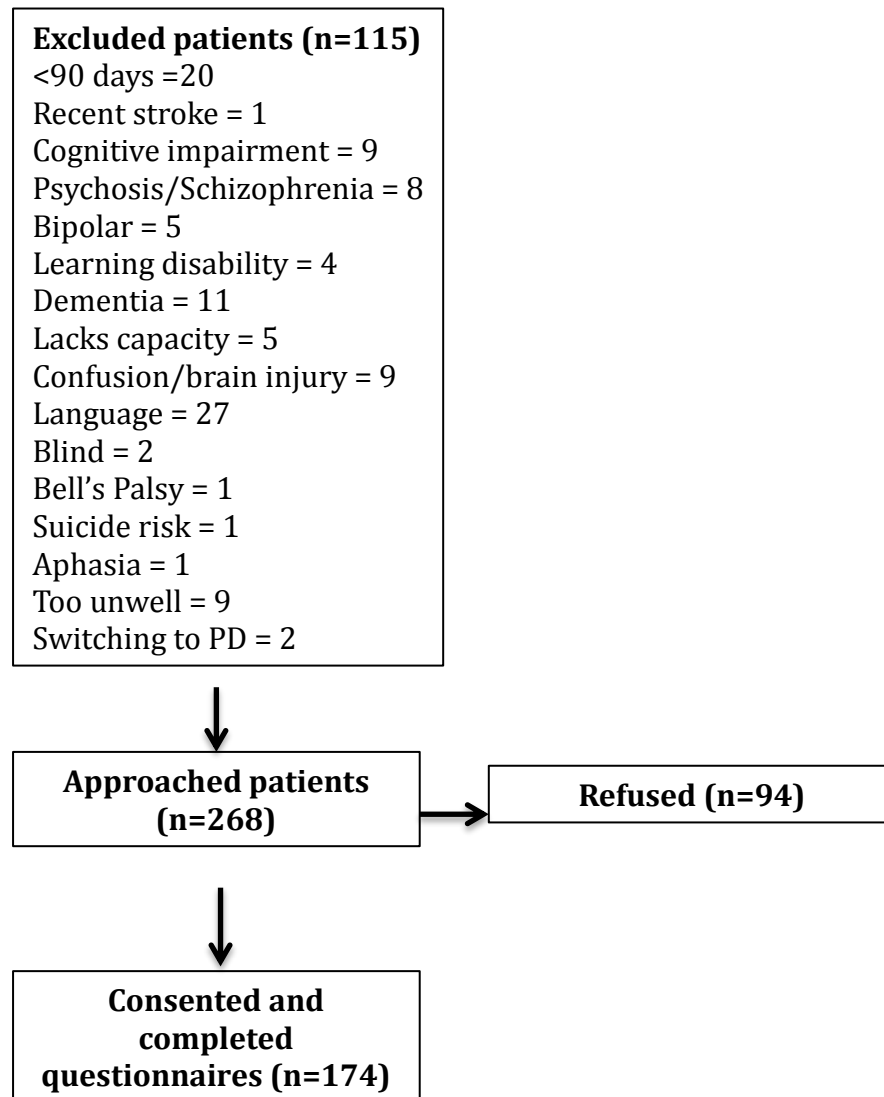 Excluded patients (n=115)
<90 days =20
Recent stroke = 1
Cognitive impairment = 9
Psychosis/Schizophrenia = 8
Bipolar = 5
Learning disability = 4
Dementia = 11
Lacks capacity = 5
Confusion/brain injury = 9
Language = 27
Blind = 2
Bell’s Palsy = 1
Suicide risk = 1
Aphasia = 1
Too unwell = 9
Switching to PD = 2
Approached patients
(n=268)
Refused (n=94)
Consented and
completed
questionnaires (n=174)